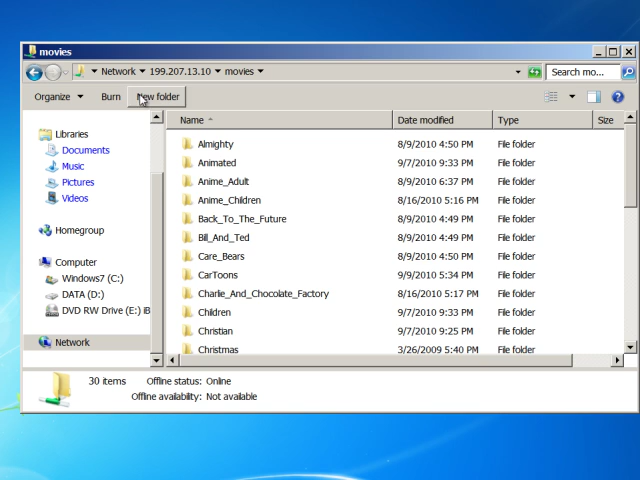 movies
Network 199.207.13.10 movies
Search mo...
Organize Burn New folder
Name Date modified Type Size
Libraries
Documents
Music
Pictures
Videos
Homegroup
Computer
Windows7 (C:)
DATA (D:)
DVD RW Drive (E:) iB
Network
Almighty 8/9/2010 4:50 PM File folder
Animated 9/7/2010 9:33 PM File folder
Anime_Adult 8/9/2010 6:37 PM File folder
Anime_Children 8/16/2010 5:16 PM File folder
Back_To_The_Future 8/9/2010 4:49 PM File folder
Bill_And_Ted 8/9/2010 4:49 PM File folder
Care_Bears 8/9/2010 4:50 PM File folder
CarToons 9/9/2010 5:34 PM File folder
Charlie_And_Chocolate_Factory 8/16/2010 5:17 PM File folder
Children 9/7/2010 9:33 PM File folder
Christian 9/7/2010 9:25 PM File folder
Christmas 3/26/2009 5:40 PM File folder
30 items Offline status: Online
Offline availability: Not available